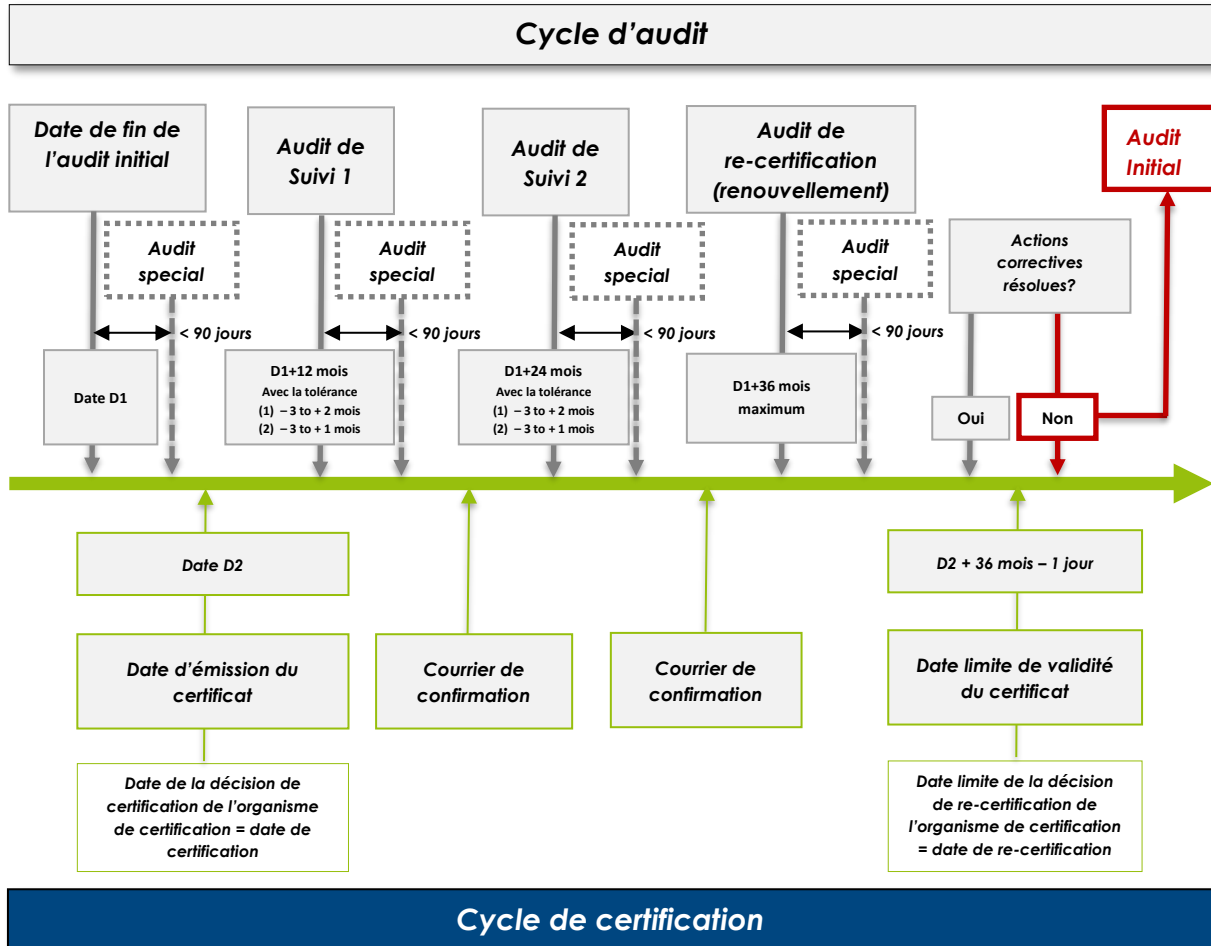 Cycle d'audit
Date de fin de
l'audit initial
Audit de
Suivi 1
Audit de
Suivi 2
Audit de
re-certification
(renouvellement)
Audit
Initial
Audit
special
Audit
special
Audit
special
Audit
special
Actions
correctives
résolues?
< 90 jours
< 90 jours
< 90 jours
< 90 jours
Date D1
D1+12 mois
Avec la tolérance
(1) – 3 to + 2 mois
(2) – 3 to + 1 mois
D1+24 mois
Avec la tolérance
(1) – 3 to + 2 mois
(2) – 3 to + 1 mois
D1+36 mois
maximum
Oui
Non
Date D2
D2 + 36 mois – 1 jour
Date d'émission du
certificat
Courrier de
confirmation
Courrier de
confirmation
Date limite de validité
du certificat
Date de la décision de
certification de l'organisme
de certification = date de
certification
Date limite de la décision
de re-certification de
l'organisme de certification
= date de re-certification
Cycle de certification